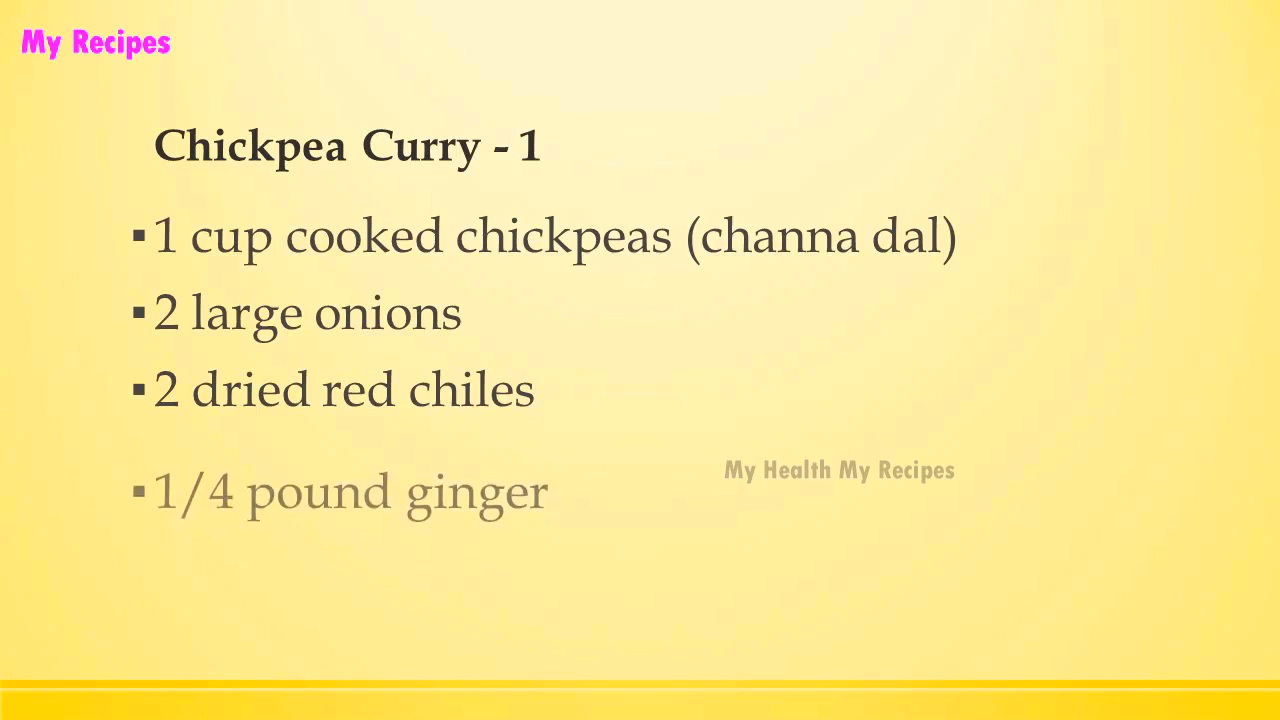 My Recipes
Chickpea Curry - 1
▪1 cup cooked chickpeas (channa dal)
▪2 large onions
▪2 dried red chiles
▪1/4 pound ginger
My Health My Recipes